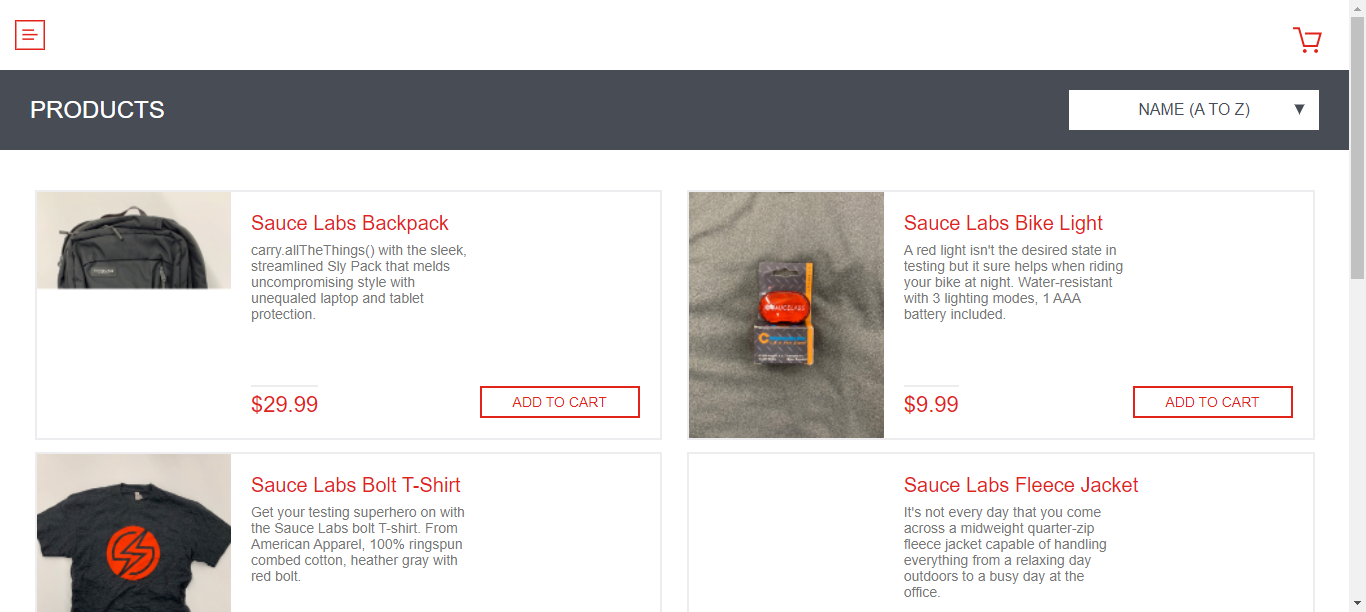 PRODUCTS
NAME (A TO Z)
Sauce Labs Backpack
carry.allTheThings() with the sleek,
streamlined Sly Pack that melds
uncompromising style with
unequaled laptop and tablet
protection.
$29.99
ADD TO CART
Sauce Labs Bike Light
A red light isn't the desired state in
testing but it sure helps when riding
your bike at night. Water-resistant
with 3 lighting modes, 1 AAA
battery included.
$9.99
ADD TO CART
Sauce Labs Bolt T-Shirt
Get your testing superhero on with
the Sauce Labs bolt T-shirt. From
American Apparel, 100% ringspun
combed cotton, heather gray with
red bolt.
Sauce Labs Fleece Jacket
It's not every day that you come
across a midweight quarter-zip
fleece jacket capable of handling
everything from a relaxing day
outdoors to a busy day at the
office.